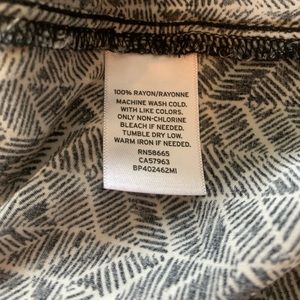 100% RAYON/RAYONNE
MACHINE WASH COLD.
WITH LIKE COLORS.
ONLY NON-CHLORINE
BLEACH IF NEEDED.
TUMBLE DRY LOW.
WARM IRON IF NEEDED.
RN58665
CA57963
BP402462MI